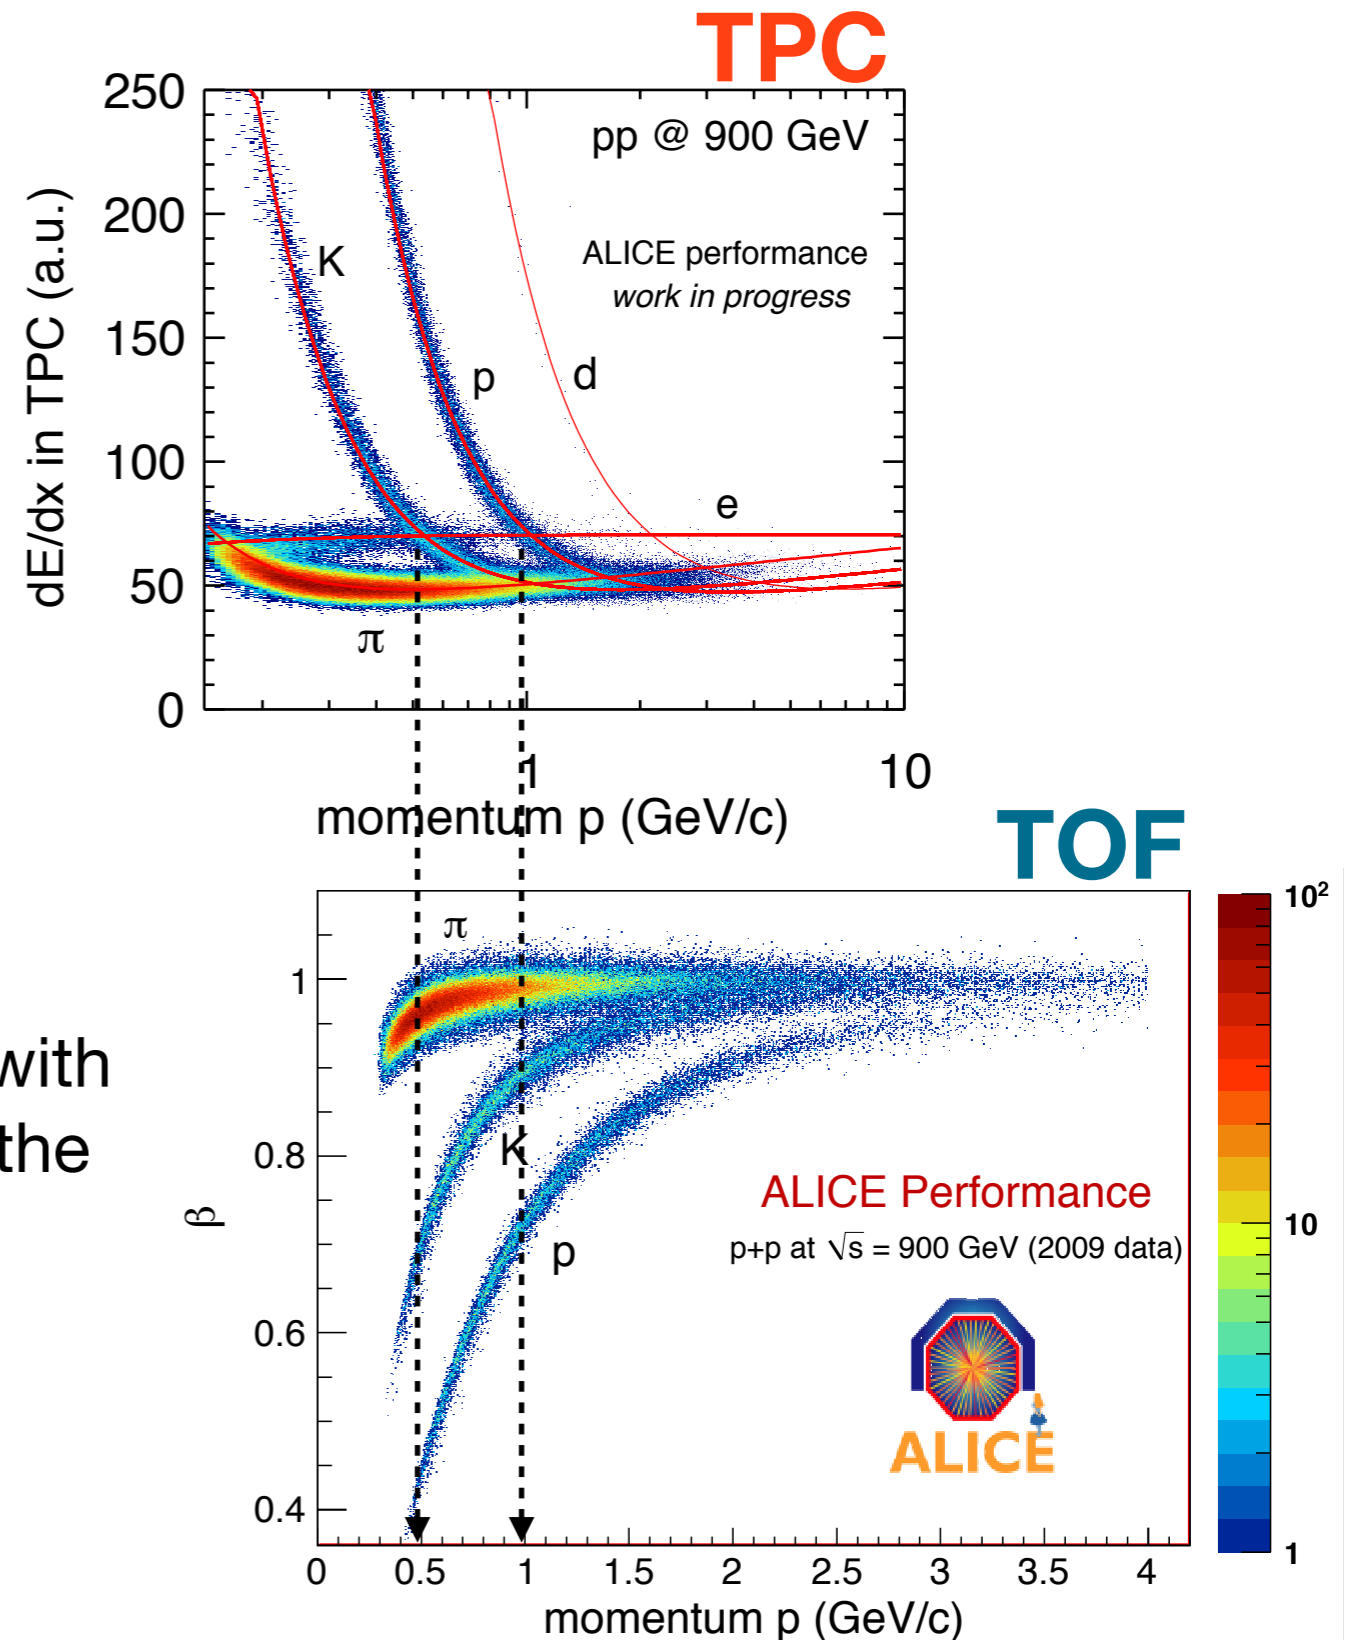 TPC
250
200
150
100
50
0
dE/dx in TPC (a.u.)
pp @ 900 GeV
ALICE performance
work in progress
K
p
d
e
π
1
10
momentum p (GeV/c)
TOF
with
the
π
K
p
1
0.8
0.6
0.4
β
ALICE Performance
p+p at √s = 900 GeV (2009 data)
ALICE
0 0.5 1 1.5 2 2.5 3 3.5 4
momentum p (GeV/c)
10²
10
1